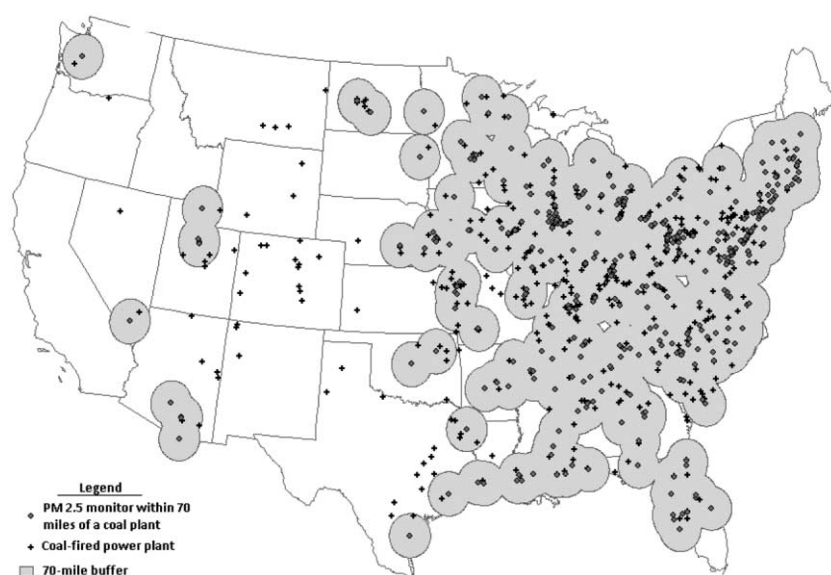 Legend
PM 2.5 monitor within 70
miles of a coal plant
Coal-fired power plant
70-mile buffer